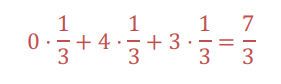 0 · 1/3 + 4 · 1/3 + 3 · 1/3 = 7/3